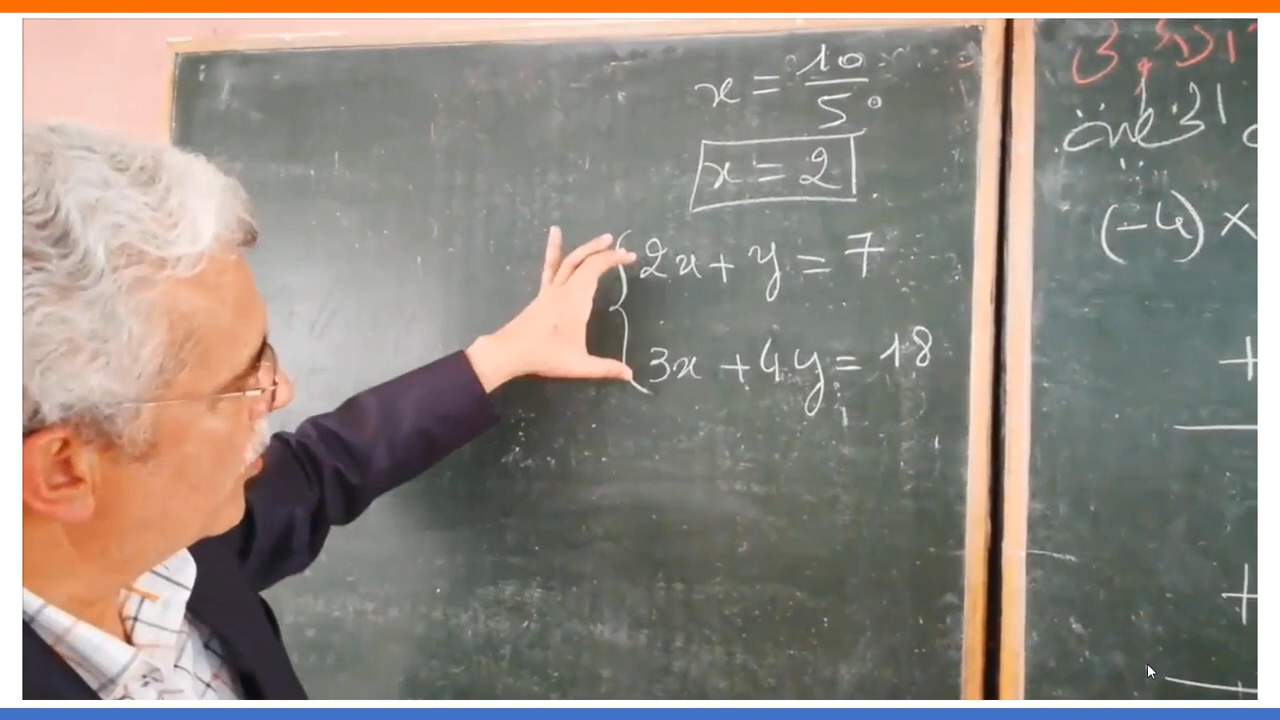 x = 10/5
x = 2
{ 2x + y = 7
3x + 4y = 18
(-4) ×
+
+